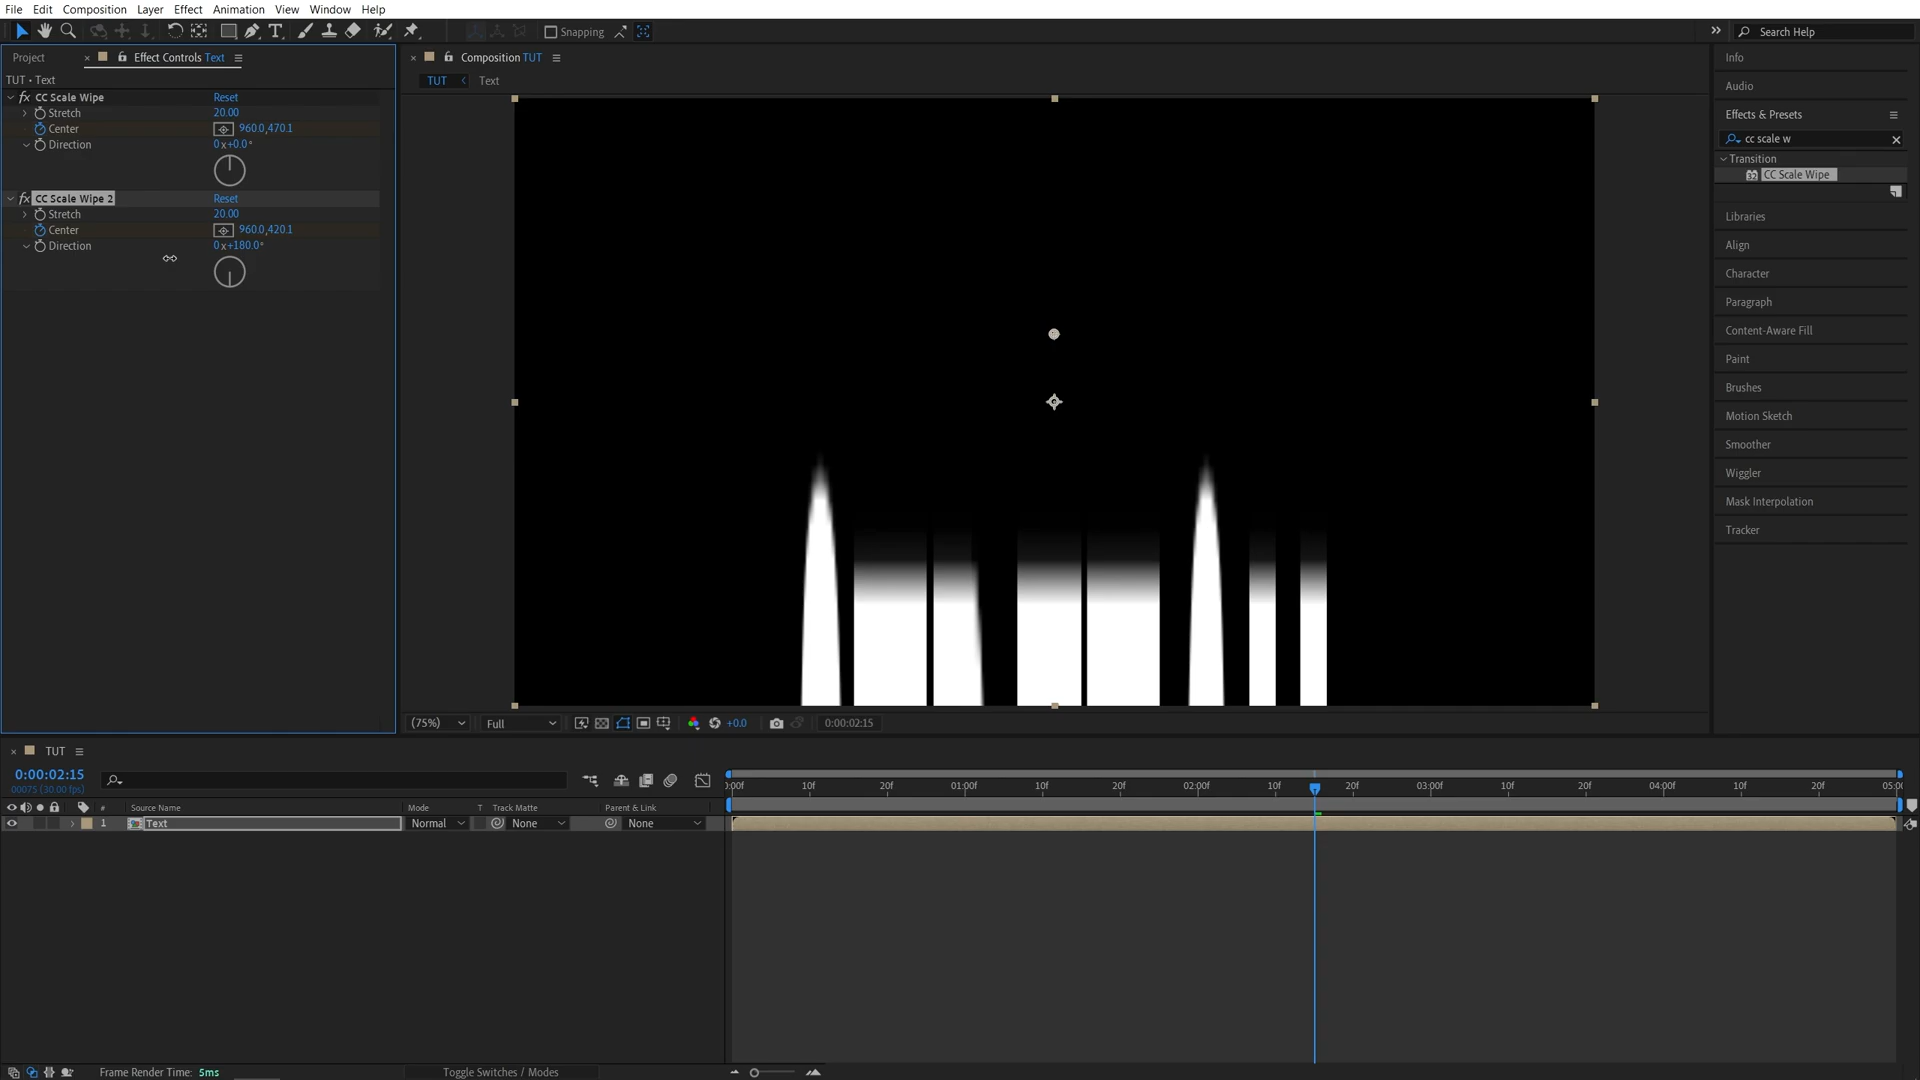 File Edit Composition Layer Effect Animation View Window Help
Snapping
Search Help
Project
Effect Controls Text
TUT • Text
fx CC Scale Wipe Reset
Stretch 20.00
Center 960.0,470.1
Direction 0x+0.0°
fx CC Scale Wipe 2 Reset
Stretch 20.00
Center 960.0,420.1
Direction 0x+180.0°
Composition TUT
TUT Text
(75%) Full +0.0 0:00:02:15
Info
Audio
Effects & Presets
cc scale w
Transition
CC Scale Wipe
Libraries
Align
Character
Paragraph
Content-Aware Fill
Paint
Brushes
Motion Sketch
Smoother
Wiggler
Mask Interpolation
Tracker
TUT
0:00:02:15
00075 (30.00 fps)
:00f 10f 20f 01:00f 10f 20f 02:00f 10f 20f 03:00f 10f 20f 04:00f 10f 20f 05:0
# Source Name Mode T Track Matte Parent & Link
1 Text Normal None None
Frame Render Time: 5ms
Toggle Switches / Modes